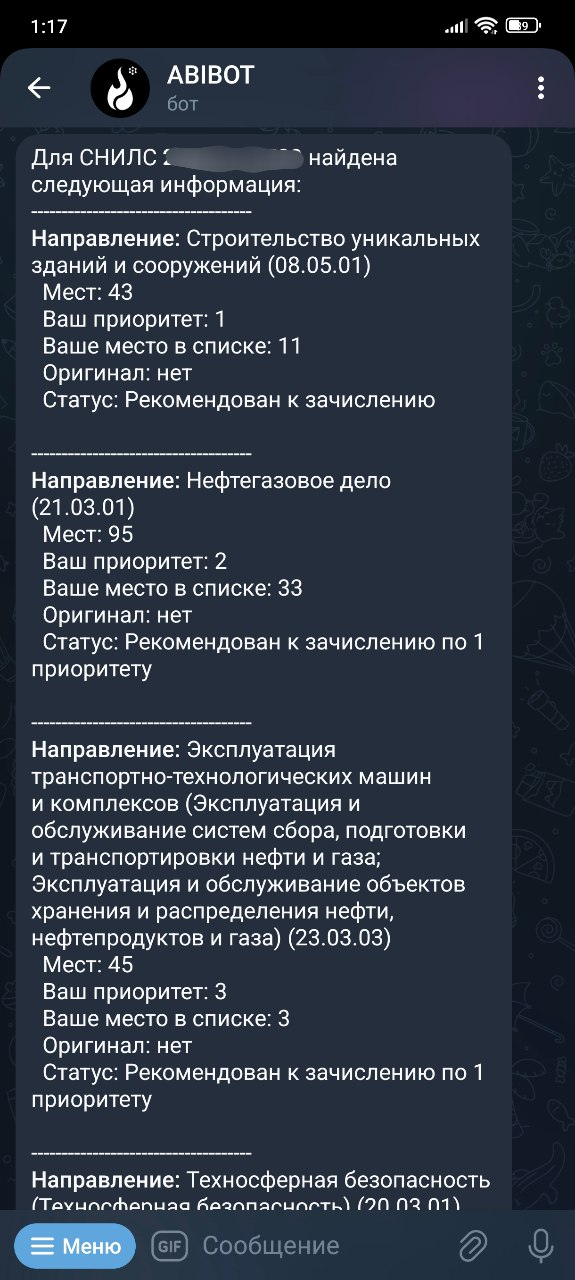 1:17
39
ABIBOT
бот
Для СНИЛС найдена
следующая информация:
-------------------------------------
Направление: Строительство уникальных
зданий и сооружений (08.05.01)
Мест: 43
Ваш приоритет: 1
Ваше место в списке: 11
Оригинал: нет
Статус: Рекомендован к зачислению
-------------------------------------
Направление: Нефтегазовое дело
(21.03.01)
Мест: 95
Ваш приоритет: 2
Ваше место в списке: 33
Оригинал: нет
Статус: Рекомендован к зачислению по 1
приоритету
-------------------------------------
Направление: Эксплуатация
транспортно-технологических машин
и комплексов (Эксплуатация и
обслуживание систем сбора, подготовки
и транспортировки нефти и газа;
Эксплуатация и обслуживание объектов
хранения и распределения нефти,
нефтепродуктов и газа) (23.03.03)
Мест: 45
Ваш приоритет: 3
Ваше место в списке: 3
Оригинал: нет
Статус: Рекомендован к зачислению по 1
приоритету
-------------------------------------
Направление: Техносферная безопасность
(Техносферная безопасность) (20.03.01)
Меню GIF Сообщение